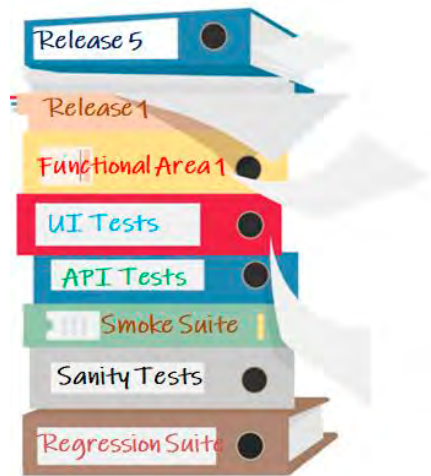 Release 5
Release 1
Functional Area 1
UI Tests
API Tests
Smoke Suite
Sanity Tests
Regression Suite